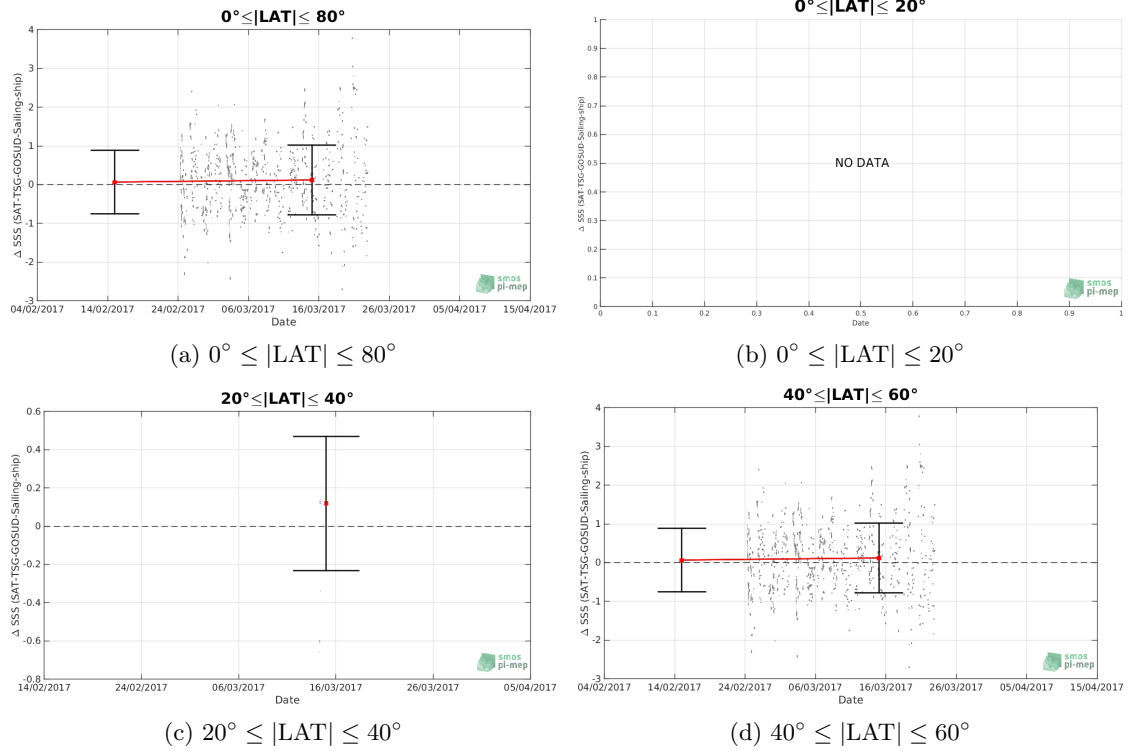 0°≤|LAT|≤ 80°
Δ SSS (SAT-TSG-GOSUD-Sailing-ship)
4
3
2
1
0
-1
-2
-3
04/02/2017 14/02/2017 24/02/2017 06/03/2017 16/03/2017 26/03/2017 05/04/2017 15/04/2017
Date
smos
pi-mep
(a) 0° ≤ |LAT| ≤ 80°
0°≤|LAT|≤ 20°
Δ SSS (SAT-TSG-GOSUD-Sailing-ship)
1
0.9
0.8
0.7
0.6
0.5
0.4
0.3
0.2
0.1
0
NO DATA
0 0.1 0.2 0.3 0.4 0.5 0.6 0.7 0.8 0.9 1
Date
smos
pi-mep
(b) 0° ≤ |LAT| ≤ 20°
20°≤|LAT|≤ 40°
Δ SSS (SAT-TSG-GOSUD-Sailing-ship)
0.6
0.4
0.2
0
-0.2
-0.4
-0.6
-0.8
14/02/2017 24/02/2017 06/03/2017 16/03/2017 26/03/2017 05/04/2017
Date
smos
pi-mep
(c) 20° ≤ |LAT| ≤ 40°
40°≤|LAT|≤ 60°
Δ SSS (SAT-TSG-GOSUD-Sailing-ship)
4
3
2
1
0
-1
-2
-3
04/02/2017 14/02/2017 24/02/2017 06/03/2017 16/03/2017 26/03/2017 05/04/2017 15/04/2017
Date
smos
pi-mep
(d) 40° ≤ |LAT| ≤ 60°